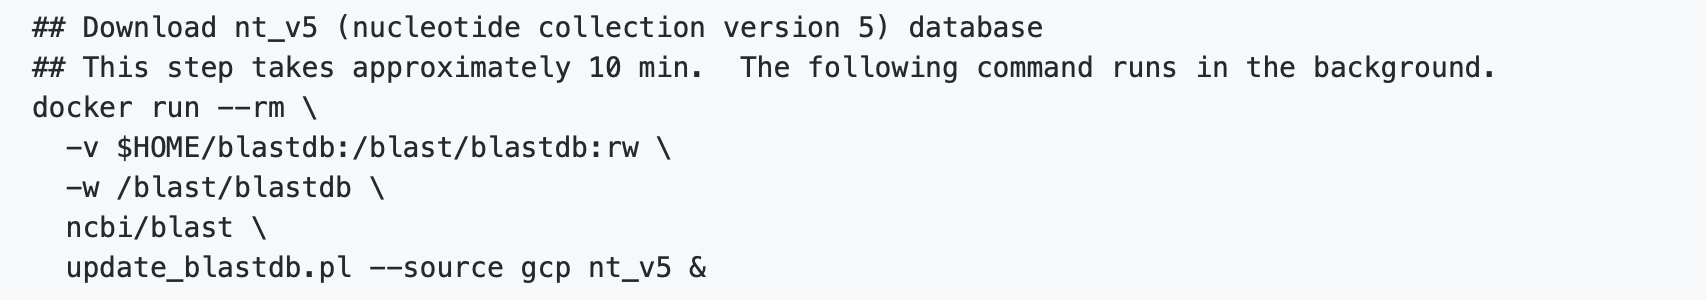 ## Download nt_v5 (nucleotide collection version 5) database
## This step takes approximately 10 min.  The following command runs in the background.
docker run --rm \
  -v $HOME/blastdb:/blast/blastdb:rw \
  -w /blast/blastdb \
  ncbi/blast \
  update_blastdb.pl --source gcp nt_v5 &